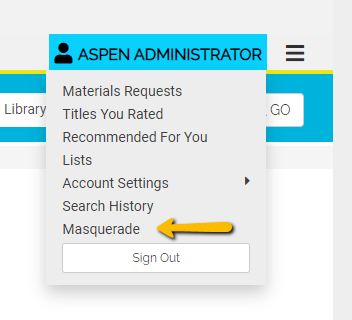 ASPEN ADMINISTRATOR
Library
GO
Materials Requests
Titles You Rated
Recommended For You
Lists
Account Settings
Search History
Masquerade
Sign Out